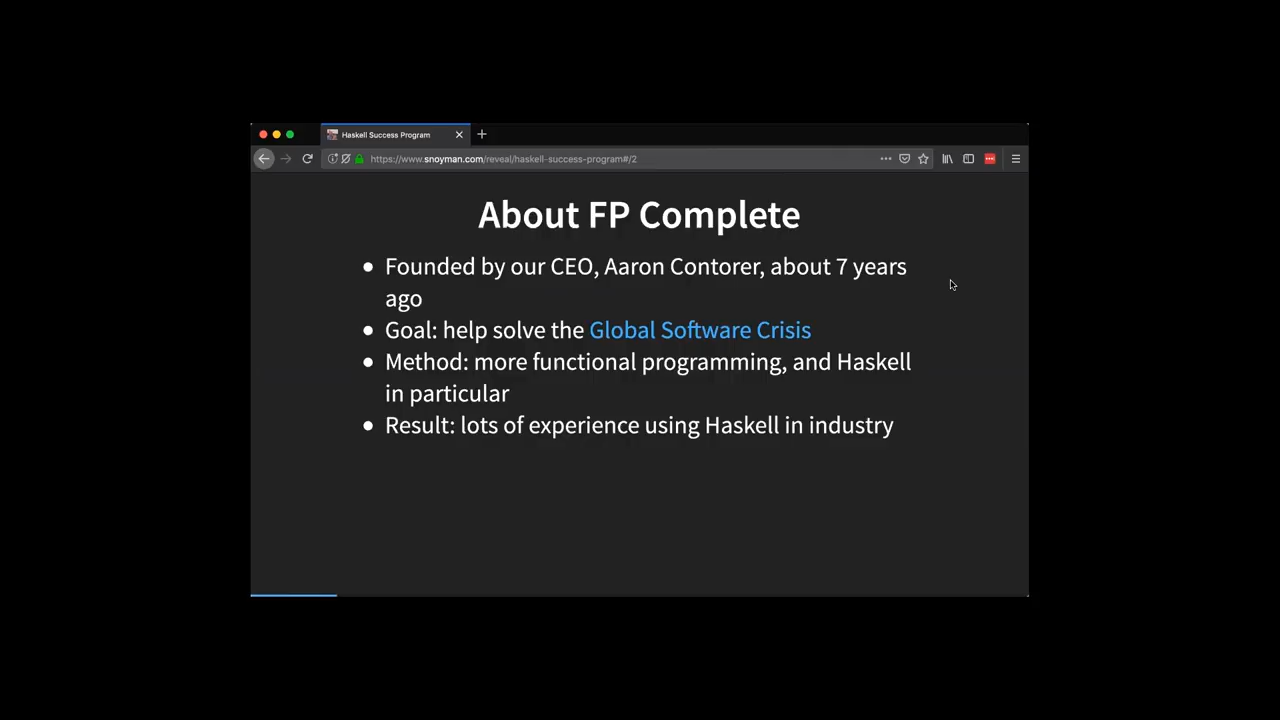 Haskell Success Program
https://www.snoyman.com/reveal/haskell-success-program#/2
About FP Complete
• Founded by our CEO, Aaron Contorer, about 7 years
ago
• Goal: help solve the Global Software Crisis
• Method: more functional programming, and Haskell
in particular
• Result: lots of experience using Haskell in industry